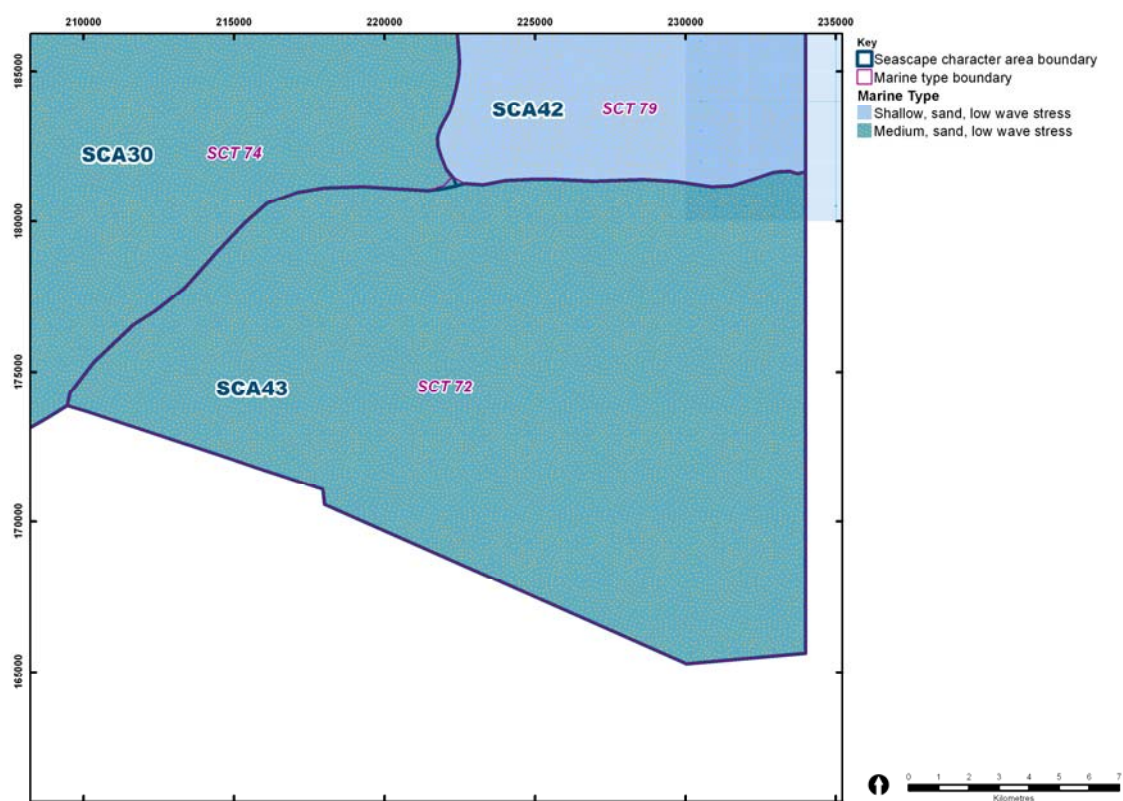 210000 215000 220000 225000 230000 235000
185000
180000
175000
170000
165000
SCA42 SCT 79
SCA30 SCT 74
SCA43 SCT 72
Key
Seascape character area boundary
Marine type boundary
Marine Type
Shallow, sand, low wave stress
Medium, sand, low wave stress
0 1 2 3 4 5 6 7
Kilometres